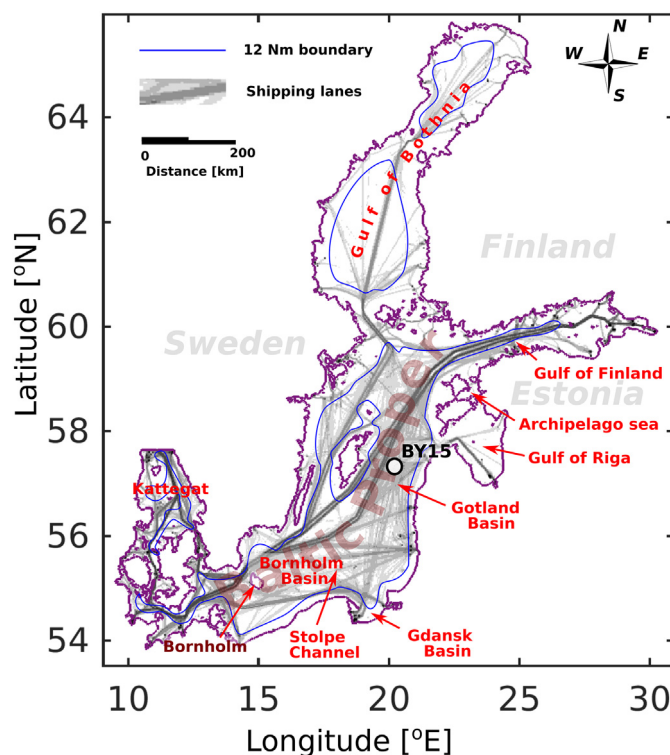 12 Nm boundary
Shipping lanes
0 200
Distance [km]
N
W E
S
Gulf of Bothnia
Finland
Sweden
Estonia
Gulf of Finland
Archipelago sea
Gulf of Riga
BY15
Gotland
Basin
Baltic Proper
Kattegat
Bornholm
Basin
Bornholm
Stolpe
Channel
Gdansk
Basin
64
62
60
58
56
54
Latitude [°N]
10 15 20 25 30
Longitude [°E]